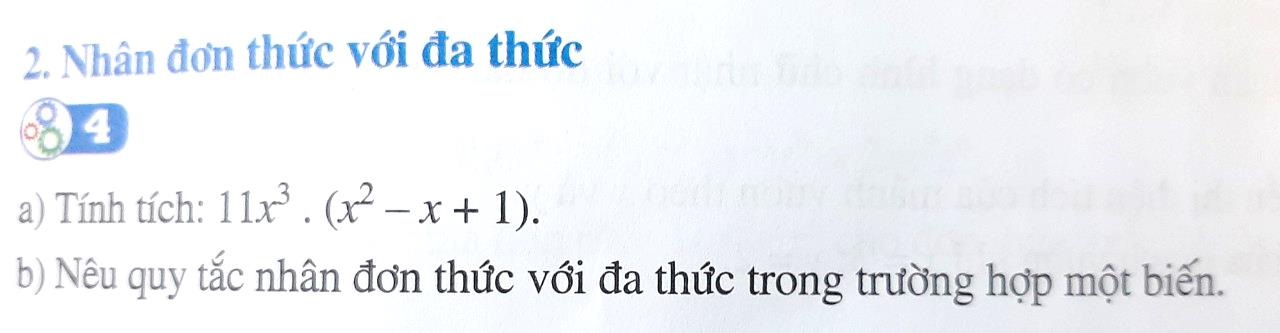 2. Nhân đơn thức với đa thức
4
a) Tính tích: 11x³ . (x² – x + 1).
b) Nêu quy tắc nhân đơn thức với đa thức trong trường hợp một biến.